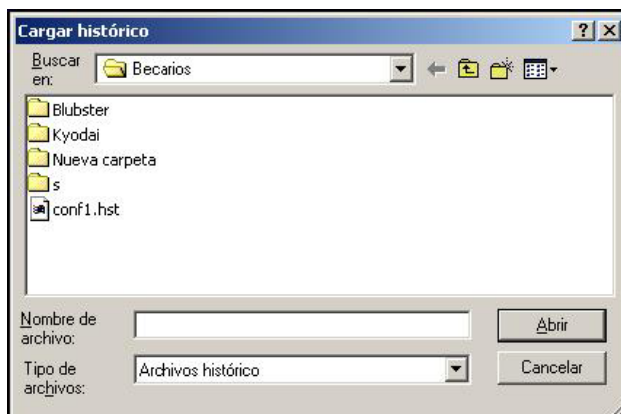 Cargar histórico
Buscar
en:
Becarios
Blubster
Kyodai
Nueva carpeta
s
conf1.hst
Nombre de
archivo:
Abrir
Tipo de
archivos:
Archivos histórico
Cancelar